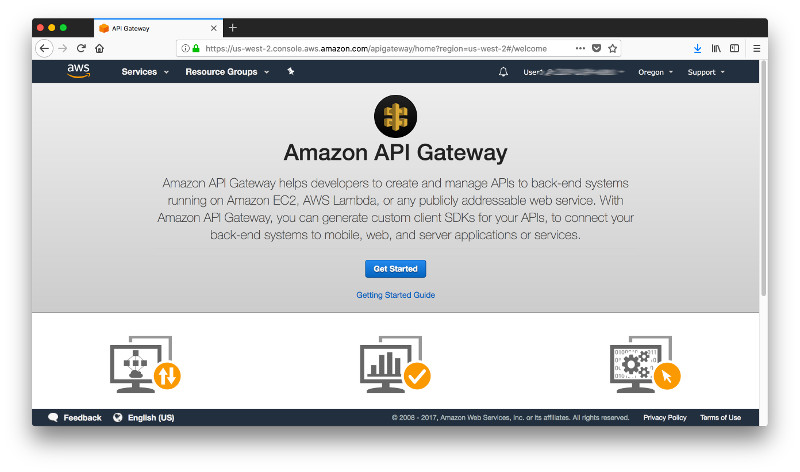 API Gateway
https://us-west-2.console.aws.amazon.com/apigateway/home?region=us-west-2#/welcome
aws Services Resource Groups User: Oregon Support
Amazon API Gateway
Amazon API Gateway helps developers to create and manage APIs to back-end systems
running on Amazon EC2, AWS Lambda, or any publicly addressable web service. With
Amazon API Gateway, you can generate custom client SDKs for your APIs, to connect your
back-end systems to mobile, web, and server applications or services.
Get Started
Getting Started Guide
Feedback English (US) © 2008 - 2017, Amazon Web Services, Inc. or its affiliates. All rights reserved. Privacy Policy Terms of Use